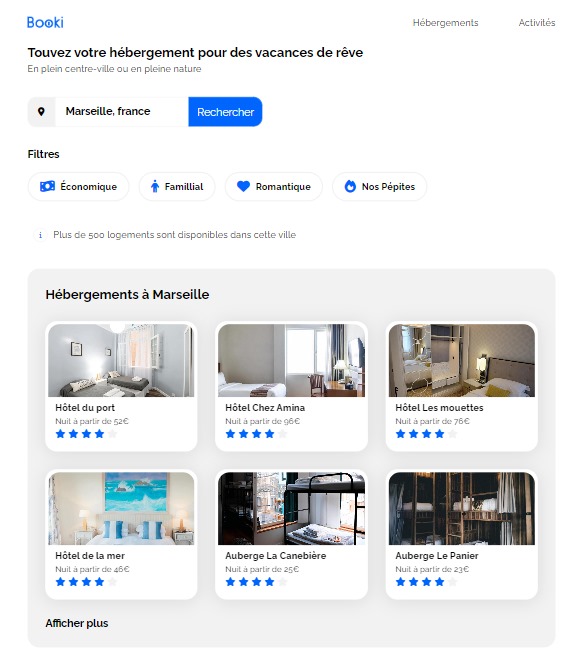 Booki
Hébergements Activités
Touvez votre hébergement pour des vacances de rêve
En plein centre-ville ou en pleine nature
Marseille, france Rechercher
Filtres
Économique Famillial Romantique Nos Pépites
i Plus de 500 logements sont disponibles dans cette ville
Hébergements à Marseille
Hôtel du port
Nuit à partir de 52€
Hôtel Chez Amina
Nuit à partir de 96€
Hôtel Les mouettes
Nuit à partir de 76€
Hôtel de la mer
Nuit à partir de 46€
Auberge La Canebière
Nuit à partir de 25€
Auberge Le Panier
Nuit à partir de 23€
Afficher plus